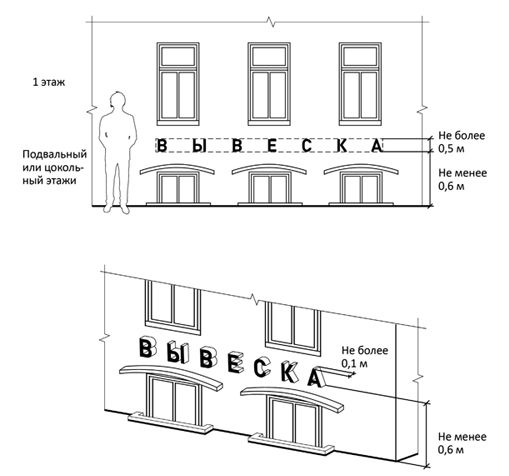 1 этаж
Подвальный
или цоколь-
ный этажи
В Ы В Е С К А
Не более
0,5 м
Не менее
0,6 м
ВЫВЕСКА
Не более
0,1 м
Не менее
0,6 м